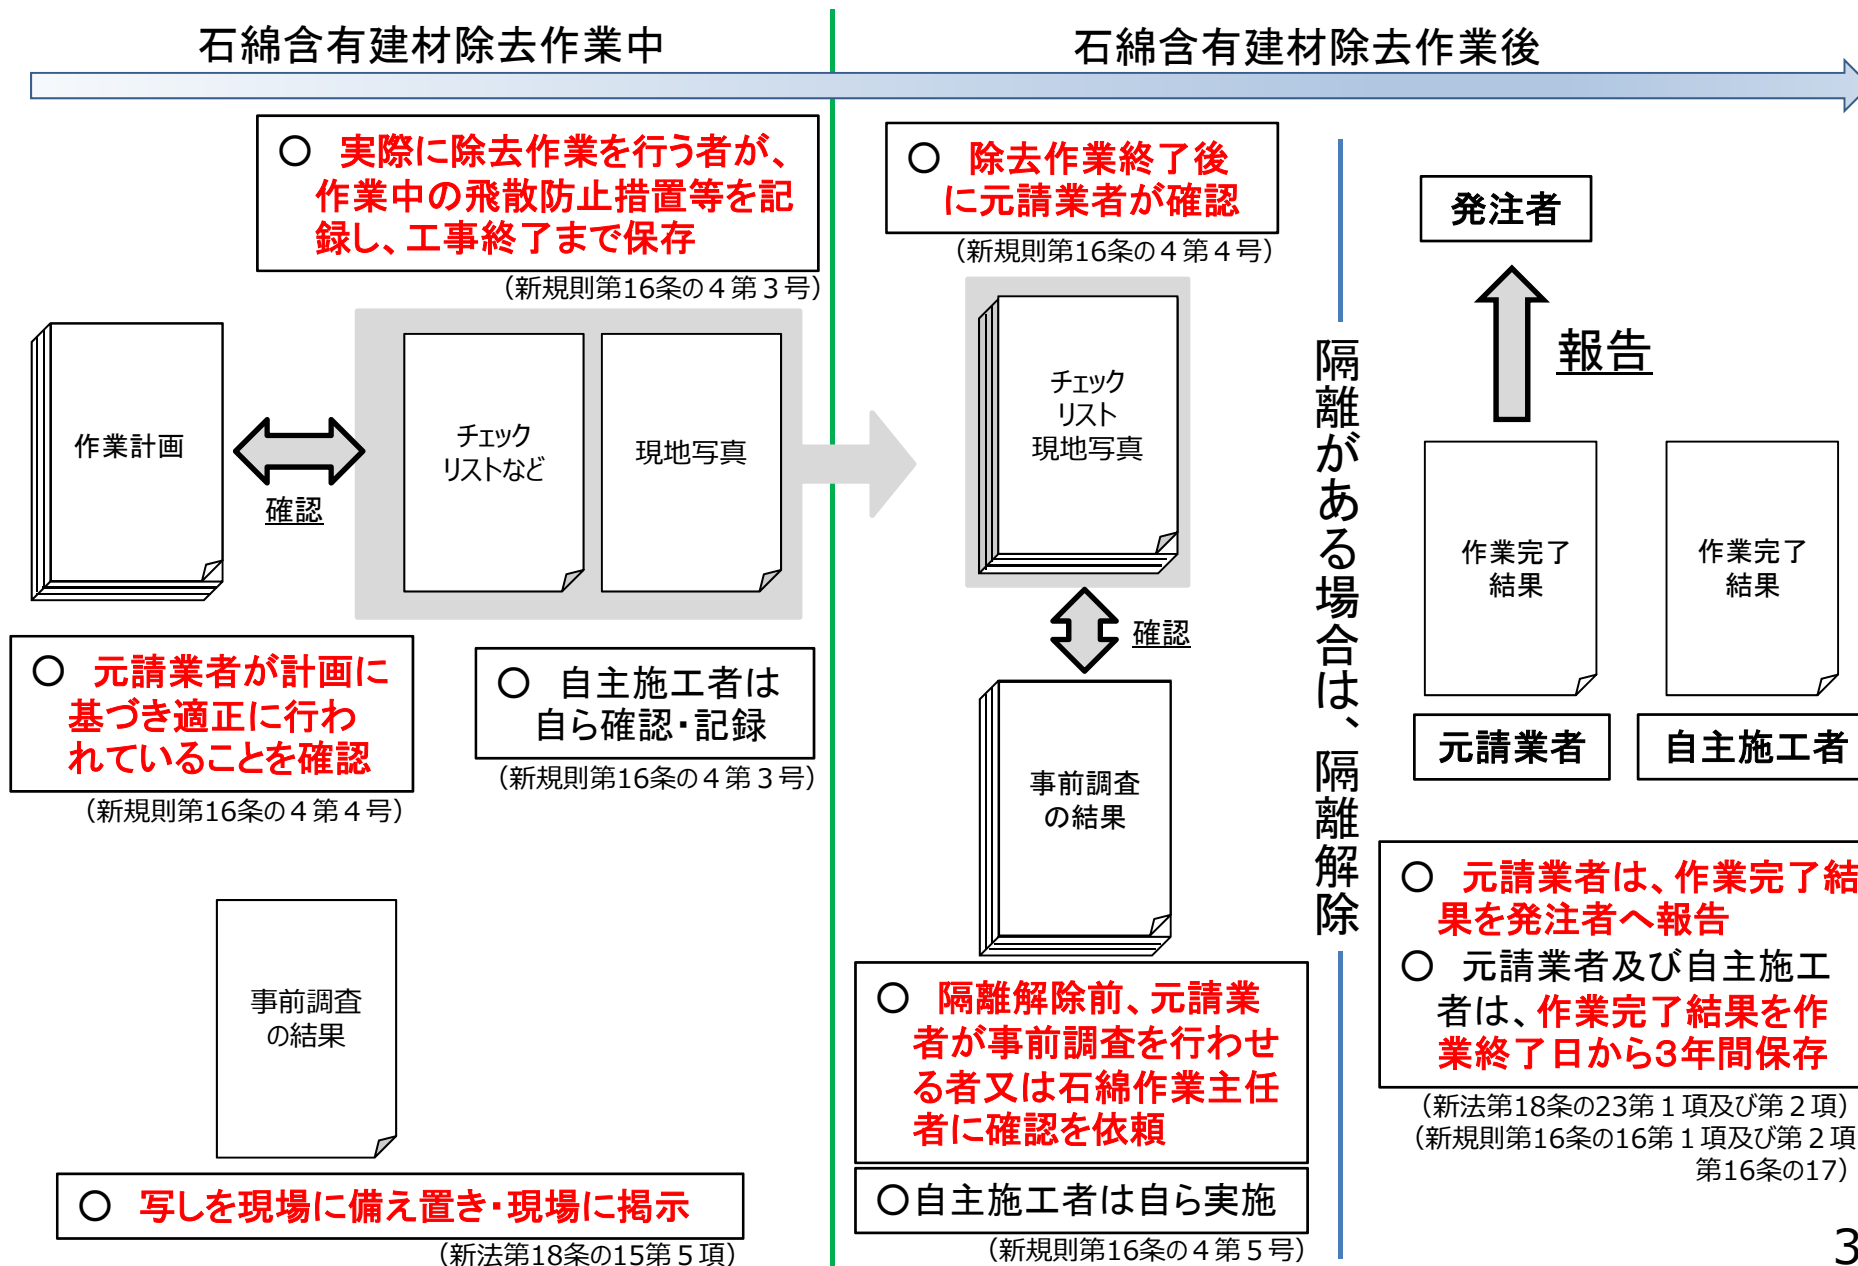 石綿含有建材除去作業中
石綿含有建材除去作業後
○ 実際に除去作業を行う者が、
作業中の飛散防止措置等を記
録し、工事終了まで保存
（新規則第16条の４第３号）
作業計画
確認
チェック
リストなど
現地写真
○ 元請業者が計画に
基づき適正に行わ
れていることを確認
（新規則第16条の４第４号）
○ 自主施工者は
自ら確認・記録
（新規則第16条の４第３号）
事前調査
の結果
○ 写しを現場に備え置き・現場に掲示
（新法第18条の15第５項）
○ 除去作業終了後
に元請業者が確認
（新規則第16条の４第４号）
チェック
リスト
現地写真
確認
事前調査
の結果
○ 隔離解除前、元請業
者が事前調査を行わせ
る者又は石綿作業主任
者に確認を依頼
○自主施工者は自ら実施
（新規則第16条の４第５号）
隔離がある場合は、隔離解除
発注者
報告
作業完了
結果
作業完了
結果
元請業者
自主施工者
○ 元請業者は、作業完了結
果を発注者へ報告
○ 元請業者及び自主施工
者は、作業完了結果を作
業終了日から3年間保存
（新法第18条の23第１項及び第２項）
（新規則第16条の16第１項及び第２項
第16条の17）
3